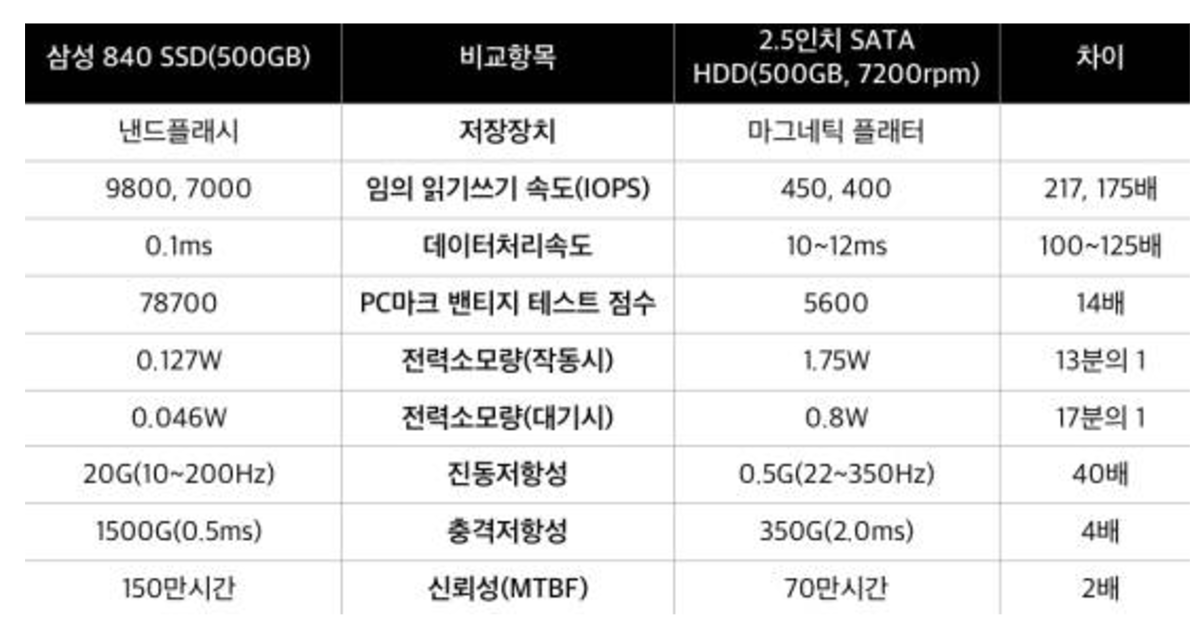 삼성 840 SSD(500GB) 비교항목 2.5인치 SATA HDD(500GB, 7200rpm) 차이
낸드플래시 저장장치 마그네틱 플래터
9800, 7000 임의 읽기쓰기 속도(IOPS) 450, 400 217, 175배
0.1ms 데이터처리속도 10~12ms 100~125배
78700 PC마크 밴티지 테스트 점수 5600 14배
0.127W 전력소모량(작동시) 1.75W 13분의 1
0.046W 전력소모량(대기시) 0.8W 17분의 1
20G(10~200Hz) 진동저항성 0.5G(22~350Hz) 40배
1500G(0.5ms) 충격저항성 350G(2.0ms) 4배
150만시간 신뢰성(MTBF) 70만시간 2배